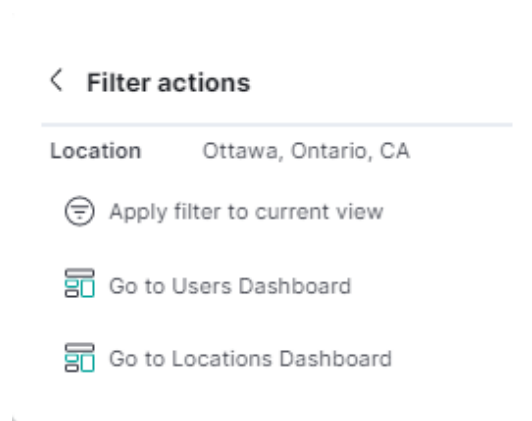 Filter actions
Location Ottawa, Ontario, CA
Apply filter to current view
Go to Users Dashboard
Go to Locations Dashboard